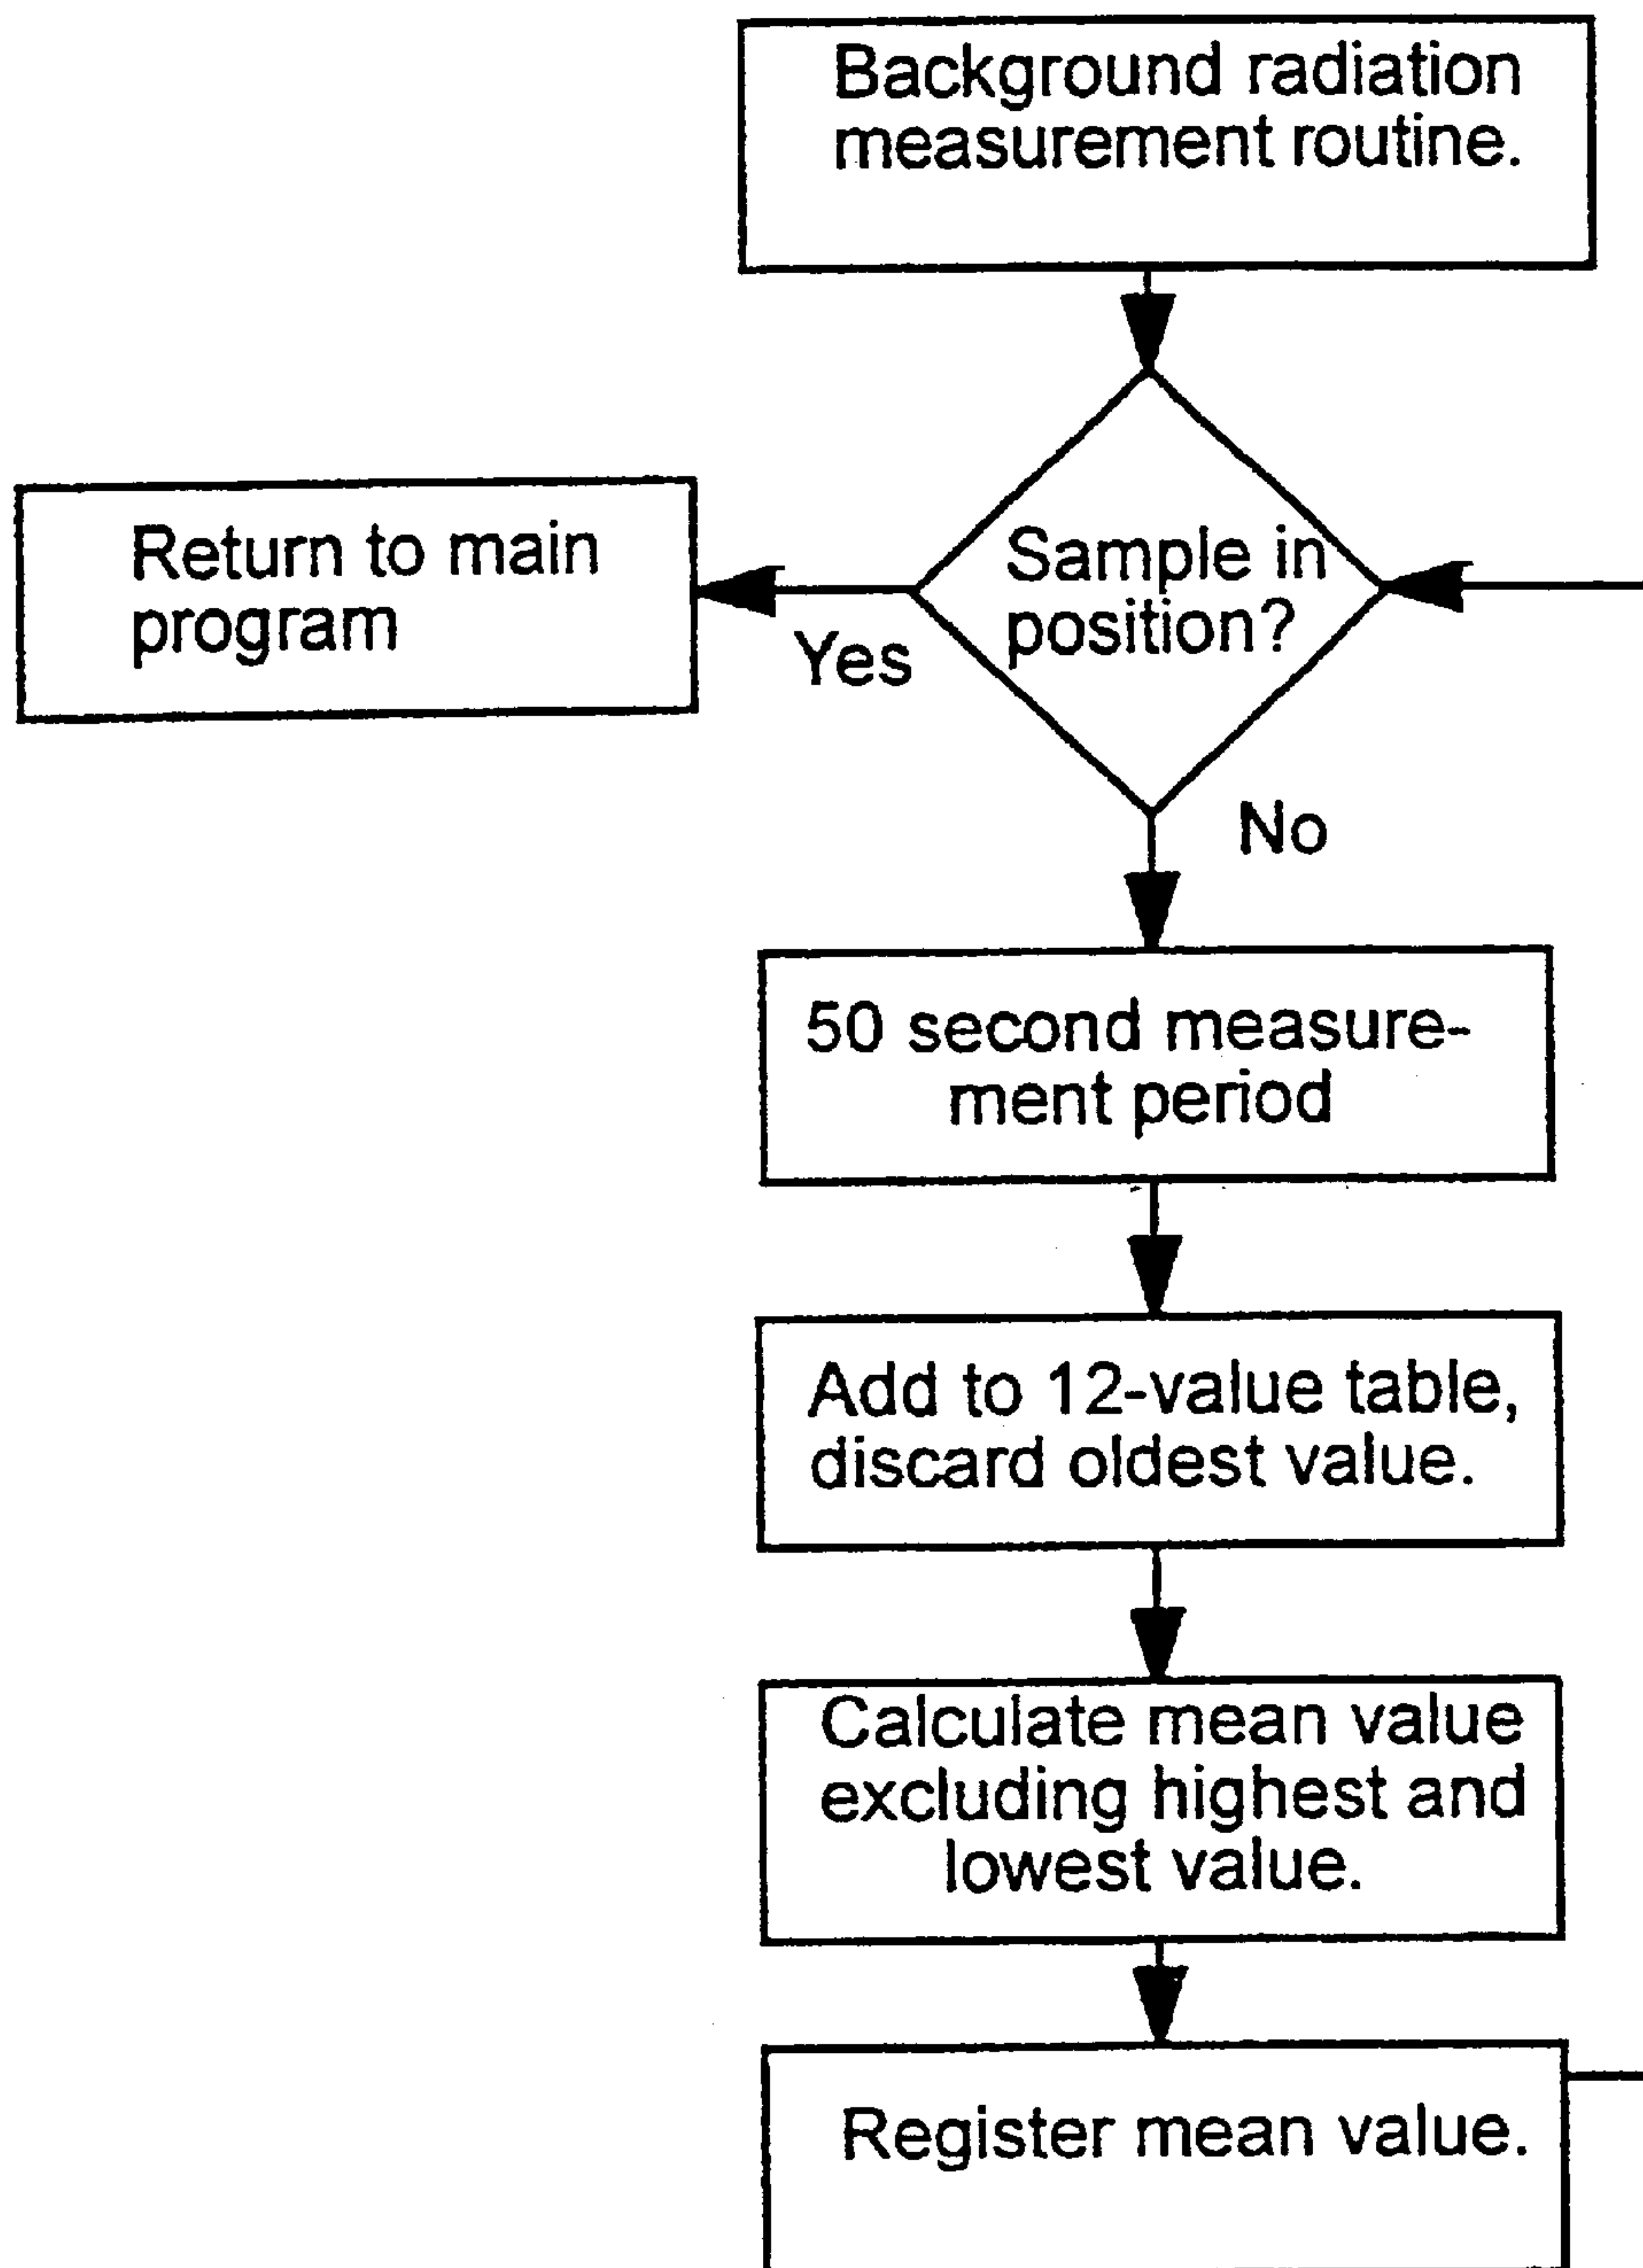 Background radiation
measurement routine.
Return to main
program
Sample in
position?
Yes
No
50 second measure-
ment period
Add to 12-value table,
discard oldest value.
Calculate mean value
excluding highest and
lowest value.
Register mean value.